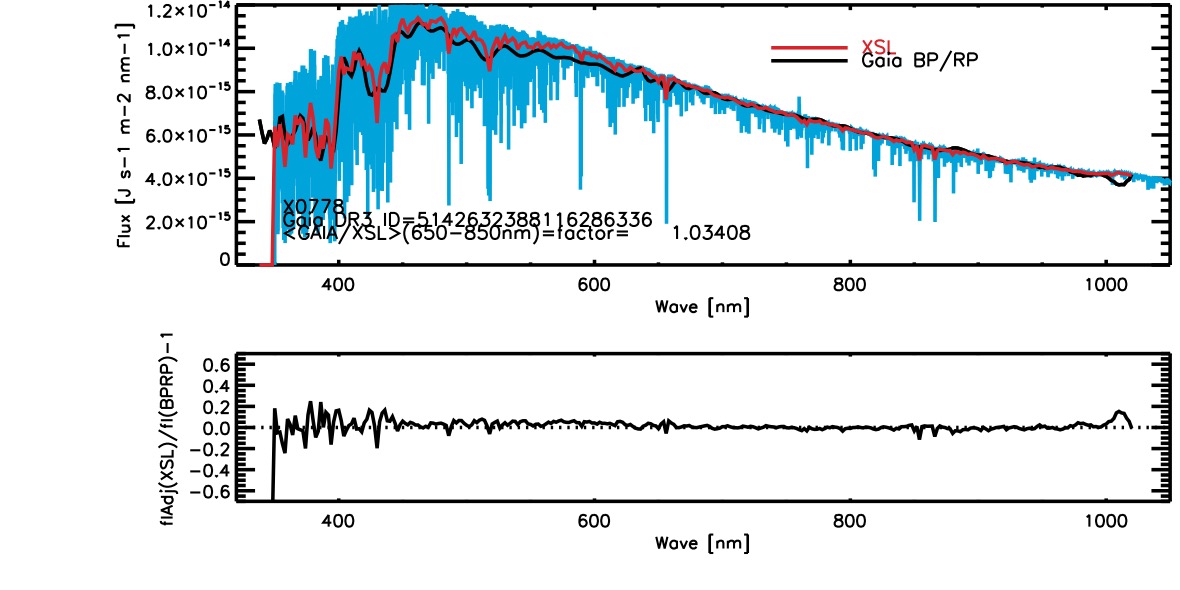 1.2×10−14
1.0×10−14
8.0×10−15
6.0×10−15
4.0×10−15
2.0×10−15
0
Flux [J s−1 m−2 nm−1]
XSL
Gaia BP/RP
X0778
Gaia DR3 ID=5142632388116286336
<GAIA/XSL>(650−850nm)=factor= 1.03408
400 600 800 1000
Wave [nm]
0.6
0.4
0.2
0.0
−0.2
−0.4
−0.6
flAdj(XSL)/fl(BPRP)−1
400 600 800 1000
Wave [nm]